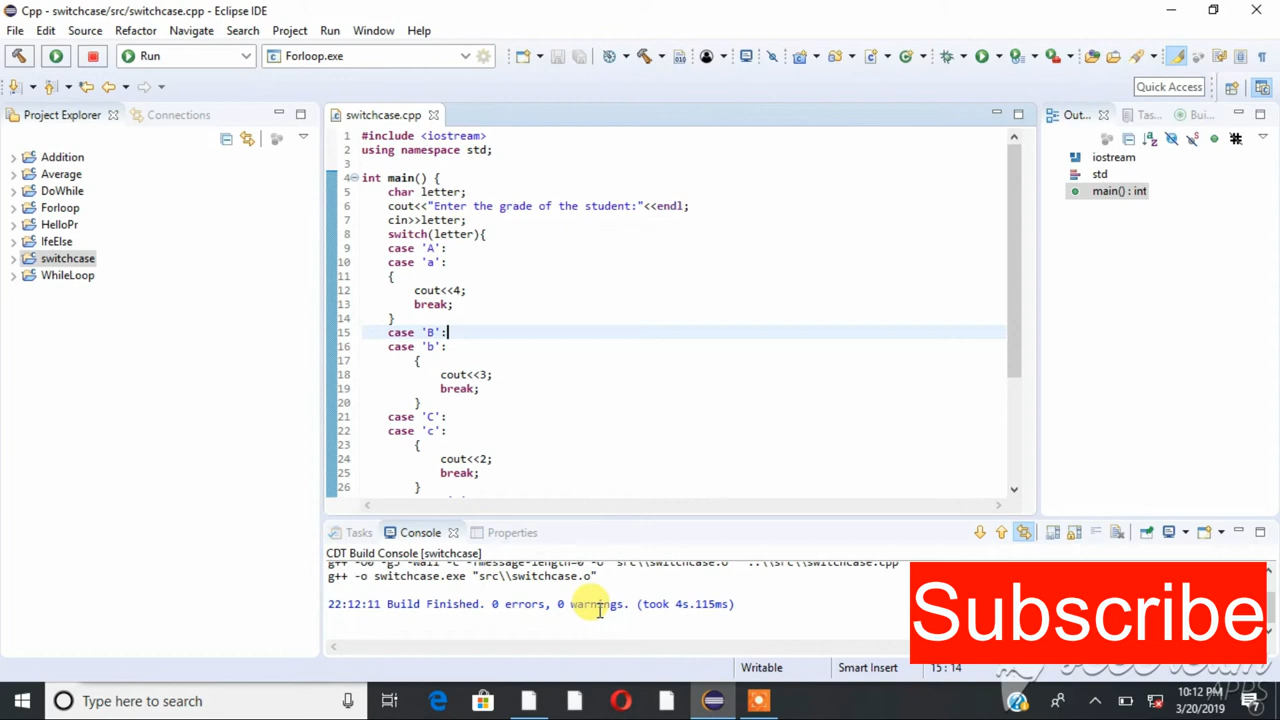 Cpp - switchcase/src/switchcase.cpp - Eclipse IDE
File Edit Source Refactor Navigate Search Project Run Window Help
Run Forloop.exe
Quick Access
Project Explorer Connections
Addition
Average
DoWhile
Forloop
HelloPr
IfeElse
switchcase
WhileLoop
switchcase.cpp
1 #include <iostream>
2 using namespace std;
3
4 int main() {
5 char letter;
6 cout<<"Enter the grade of the student:"<<endl;
7 cin>>letter;
8 switch(letter){
9 case 'A':
10 case 'a':
11 {
12 cout<<4;
13 break;
14 }
15 case 'B':
16 case 'b':
17 {
18 cout<<3;
19 break;
20 }
21 case 'C':
22 case 'c':
23 {
24 cout<<2;
25 break;
26 }
Out... Tas... Bui...
iostream
std
main() : int
Tasks Console Properties
CDT Build Console [switchcase]
g++ -o switchcase.exe "src\\switchcase.o"
22:12:11 Build Finished. 0 errors, 0 warnings. (took 4s.115ms)
Subscribe
Writable Smart Insert 15 : 14
APPS
Type here to search
10:12 PM
3/20/2019
7